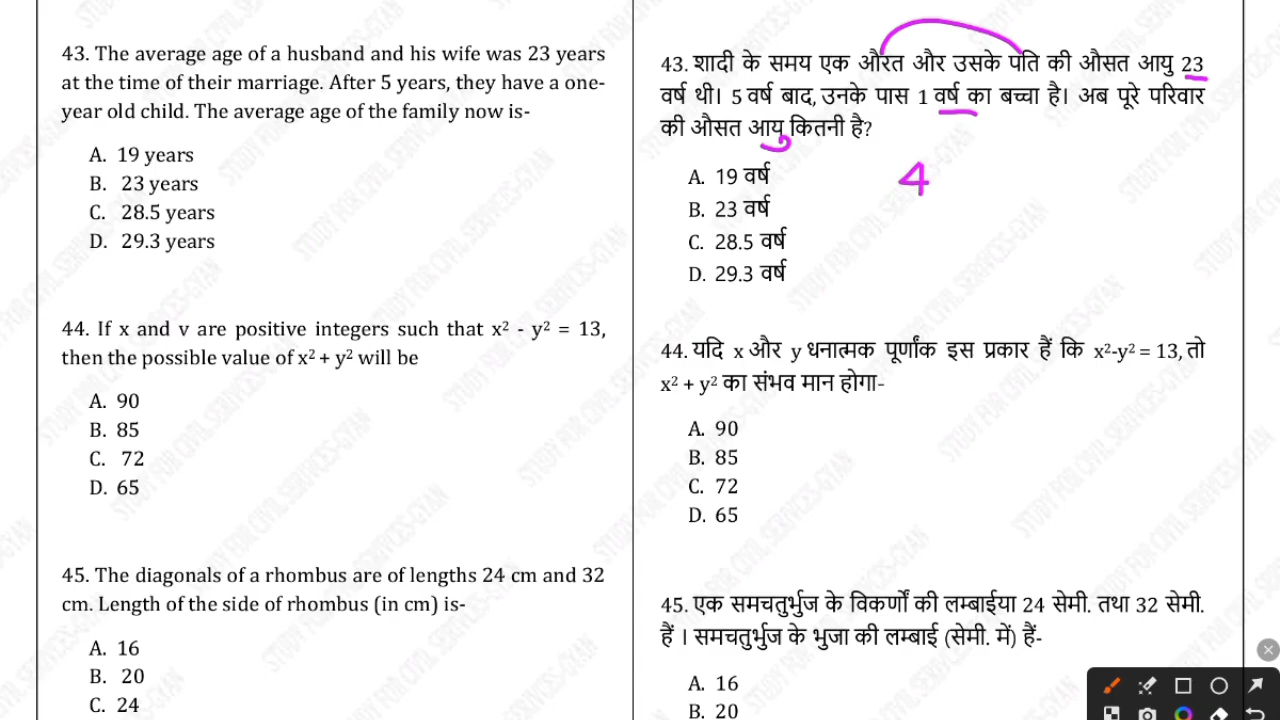 43. The average age of a husband and his wife was 23 years
at the time of their marriage. After 5 years, they have a one-
year old child. The average age of the family now is-
A. 19 years
B. 23 years
C. 28.5 years
D. 29.3 years
44. If x and v are positive integers such that x² - y² = 13,
then the possible value of x² + y² will be
A. 90
B. 85
C. 72
D. 65
45. The diagonals of a rhombus are of lengths 24 cm and 32
cm. Length of the side of rhombus (in cm) is-
A. 16
B. 20
C. 24
43. शादी के समय एक औरत और उसके पति की औसत आयु 23
वर्ष थी। 5 वर्ष बाद, उनके पास 1 वर्ष का बच्चा है। अब पूरे परिवार
की औसत आयु कितनी है?
A. 19 वर्ष
4
B. 23 वर्ष
C. 28.5 वर्ष
D. 29.3 वर्ष
44. यदि x और y धनात्मक पूर्णांक इस प्रकार हैं कि x²-y² = 13, तो
x² + y² का संभव मान होगा-
A. 90
B. 85
C. 72
D. 65
45. एक समचतुर्भुज के विकर्णों की लम्बाईया 24 सेमी. तथा 32 सेमी.
हैं । समचतुर्भुज के भुजा की लम्बाई (सेमी. में) हैं-
A. 16
B. 20
STUDY FOR CIVIL SERVICES-GYAN